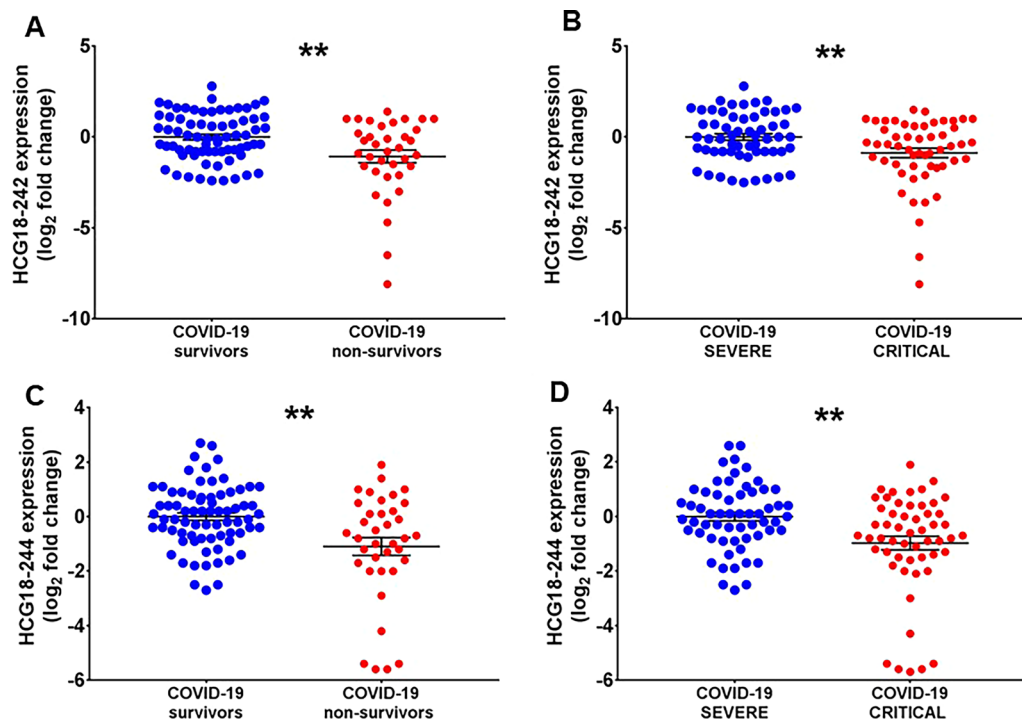 A
**
HCG18-242 expression
(log2 fold change)
5
0
-5
-10
COVID-19
survivors
COVID-19
non-survivors
B
**
HCG18-242 expression
(log2 fold change)
5
0
-5
-10
COVID-19
SEVERE
COVID-19
CRITICAL
C
**
HCG18-244 expression
(log2 fold change)
4
2
0
-2
-4
-6
COVID-19
survivors
COVID-19
non-survivors
D
**
HCG18-244 expression
(log2 fold change)
4
2
0
-2
-4
-6
COVID-19
SEVERE
COVID-19
CRITICAL